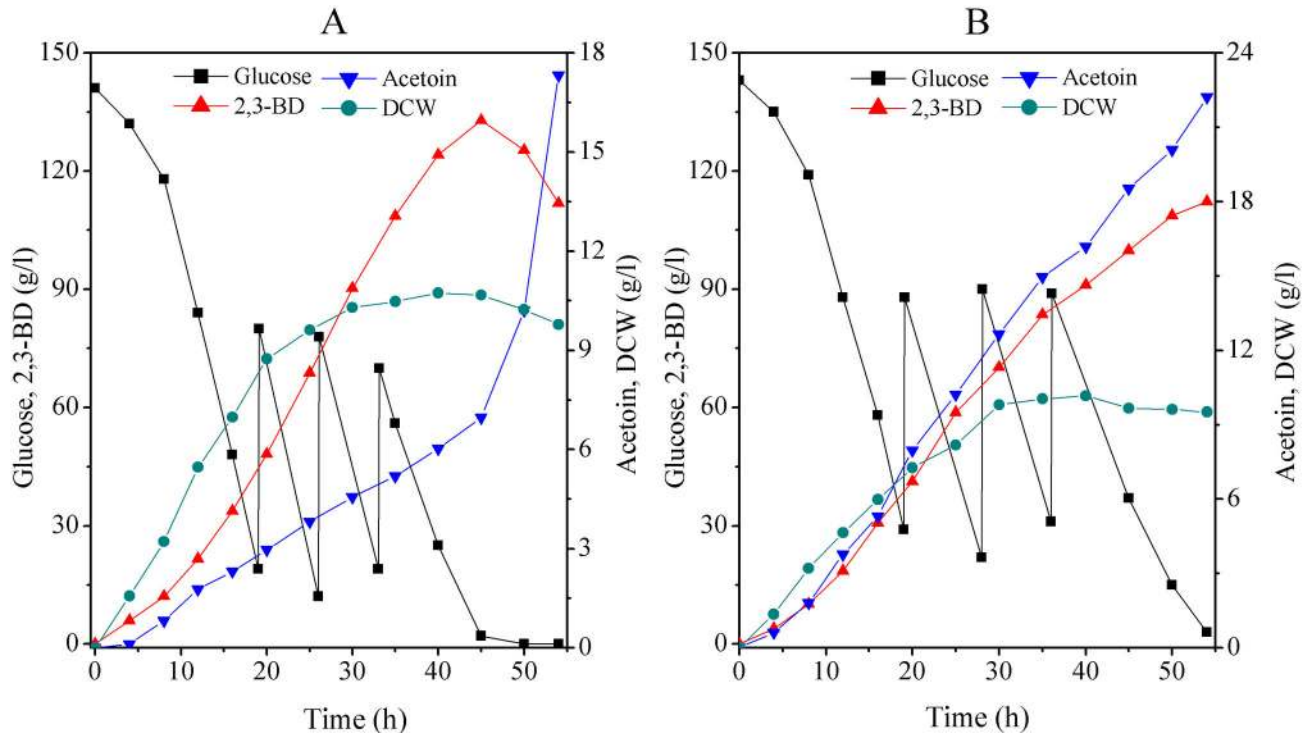 A
150
120
90
60
30
0
Glucose, 2,3-BD (g/l)
Glucose
2,3-BD
Acetoin
DCW
18
15
12
9
6
3
0
Acetoin, DCW (g/l)
0 10 20 30 40 50
Time (h)
B
150
120
90
60
30
0
Glucose, 2,3-BD (g/l)
Glucose
2,3-BD
Acetoin
DCW
24
18
12
6
0
Acetoin, DCW (g/l)
0 10 20 30 40 50
Time (h)